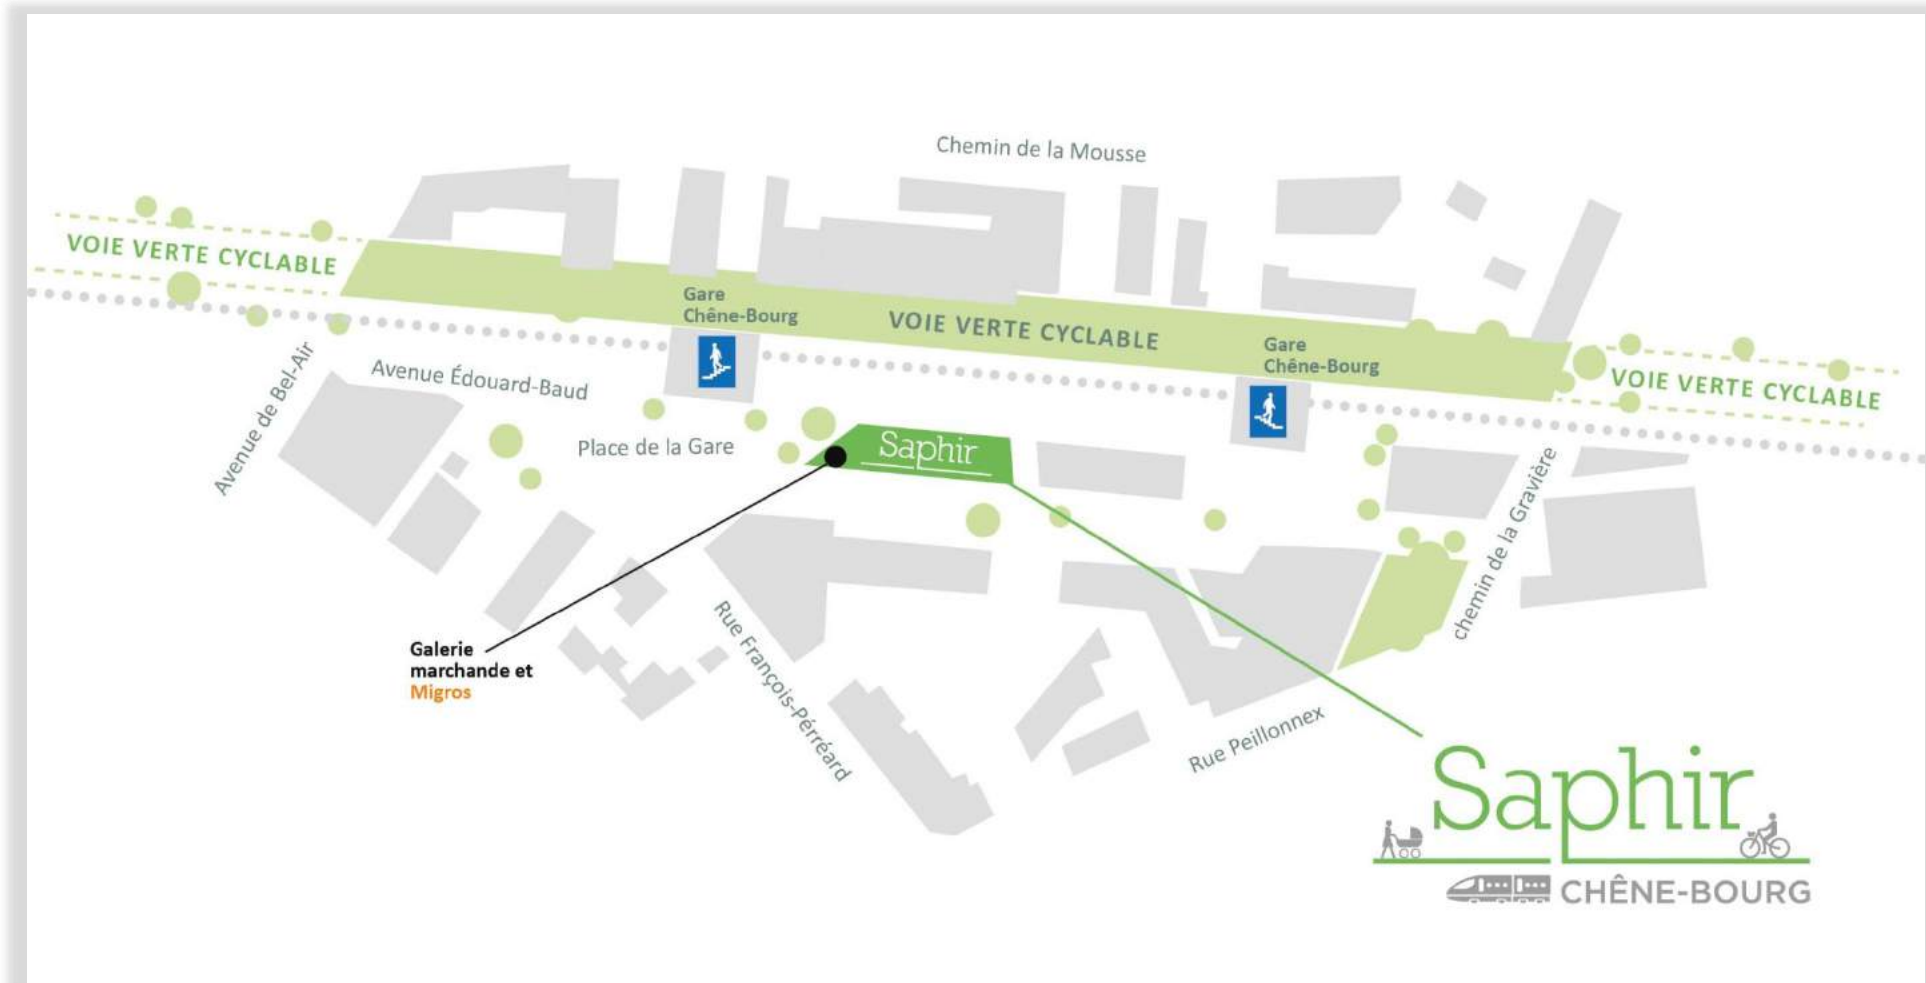 Chemin de la Mousse
VOIE VERTE CYCLABLE
Gare
Chêne-Bourg
VOIE VERTE CYCLABLE
Gare
Chêne-Bourg
VOIE VERTE CYCLABLE
Avenue de Bel-Air
Avenue Édouard-Baud
Place de la Gare
Saphir
chemin de la Gravière
Galerie
marchande et
Migros
Rue François-Pérréard
Rue Peillonnex
Saphir
CHÊNE-BOURG